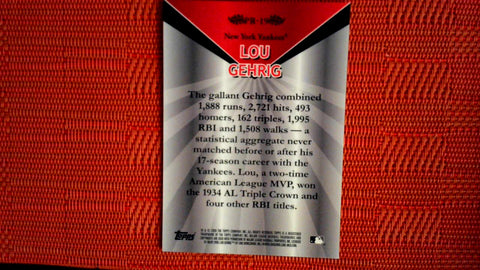 New York Yankees®
LOU
GEHRIG
The gallant Gehrig combined
1,888 runs, 2,721 hits, 493
homers, 162 triples, 1,995
RBI and 1,508 walks — a
statistical aggregate never
matched before or after his
17-season career with the
Yankees. Lou, a two-time
American League MVP, won
the 1934 AL Triple Crown and
four other RBI titles.
Topps